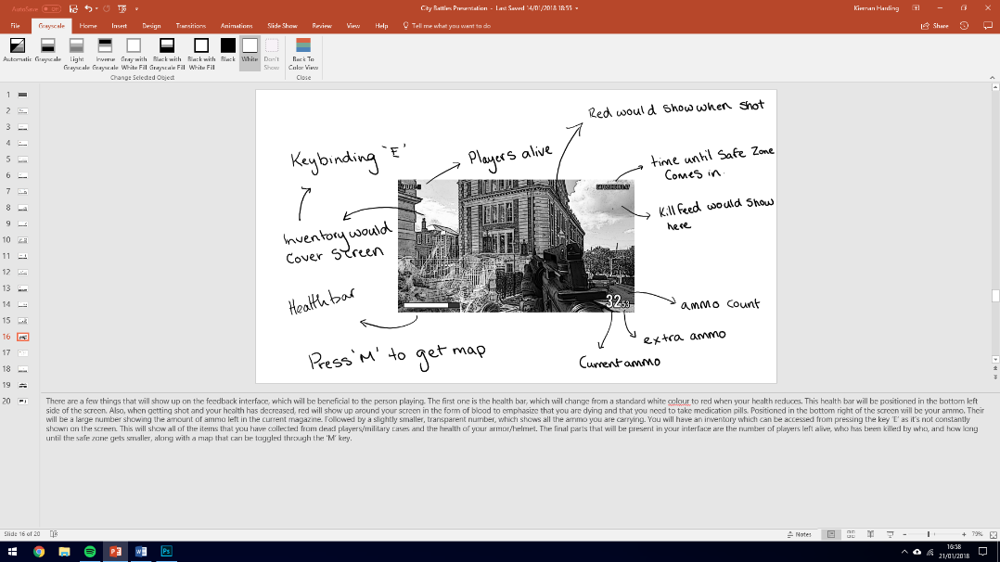 AutoSave Off
City Battles Presentation - Last Saved 14/01/2018 18:55
Kiernan Harding
File Grayscale Home Insert Design Transitions Animations Slide Show Review View Help Tell me what you want to do
Share
Automatic Grayscale Light Grayscale Inverse Grayscale Gray with White Fill Black with Grayscale Fill Black with White Fill Black White Don't Show Back To Color View
Change Selected Object Close
1
2
3
4
5
6
7
8
9
10
11
12
13
14
15
16
17
18
19
20
Red would show when shot
Keybinding 'E'
Players alive
time until Safe Zone
Comes in.
Killfeed would show
here
Inventory would
Cover Screen
Health bar
32 53
ammo count
extra ammo
Current ammo
Press 'M' to get map
There are a few things that will show up on the feedback interface, which will be beneficial to the person playing. The first one is the health bar, which will change from a standard white colour to red when your health reduces. This health bar will be positioned in the bottom left
side of the screen. Also, when getting shot and your health has decreased, red will show up around your screen in the form of blood to emphasize that you are dying and that you need to take medication pills. Positioned in the bottom right of the screen will be your ammo. Their
will be a large number showing the amount of ammo left in the current magazine. Followed by a slightly smaller, transparent number, which shows all the ammo you are carrying. You will have an inventory which can be accessed from pressing the key 'E' as it's not constantly
shown on the screen. This will show all of the items that you have collected from dead players/military cases and the health of your armor/helmet. The final parts that will be present in your interface are the number of players left alive, who has been killed by who, and how long
until the safe zone gets smaller, along with a map that can be toggled through the 'M' key.
Slide 16 of 20
Notes
79%
16:58
21/01/2018